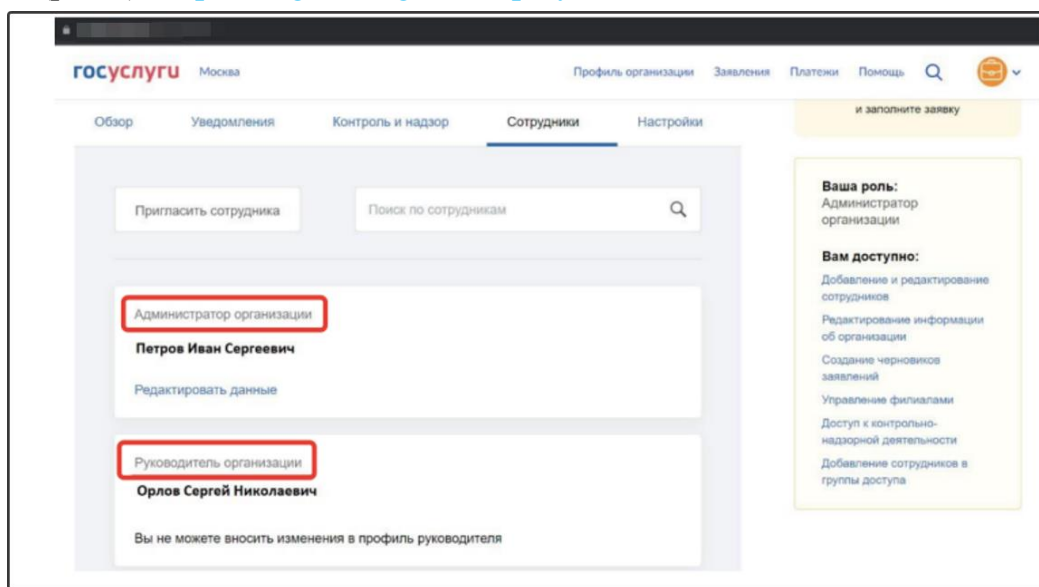 госуслуги Москва Профиль организации Заявления Платежи Помощь
Обзор Уведомления Контроль и надзор Сотрудники Настройки
и заполните заявку
Пригласить сотрудника Поиск по сотрудникам
Администратор организации
Петров Иван Сергеевич
Редактировать данные
Руководитель организации
Орлов Сергей Николаевич
Вы не можете вносить изменения в профиль руководителя
Ваша роль:
Администратор
организации
Вам доступно:
Добавление и редактирование
сотрудников
Редактирование информации
об организации
Создание черновиков
заявлений
Управление филиалами
Доступ к контрольно-
надзорной деятельности
Добавление сотрудников в
группы доступа